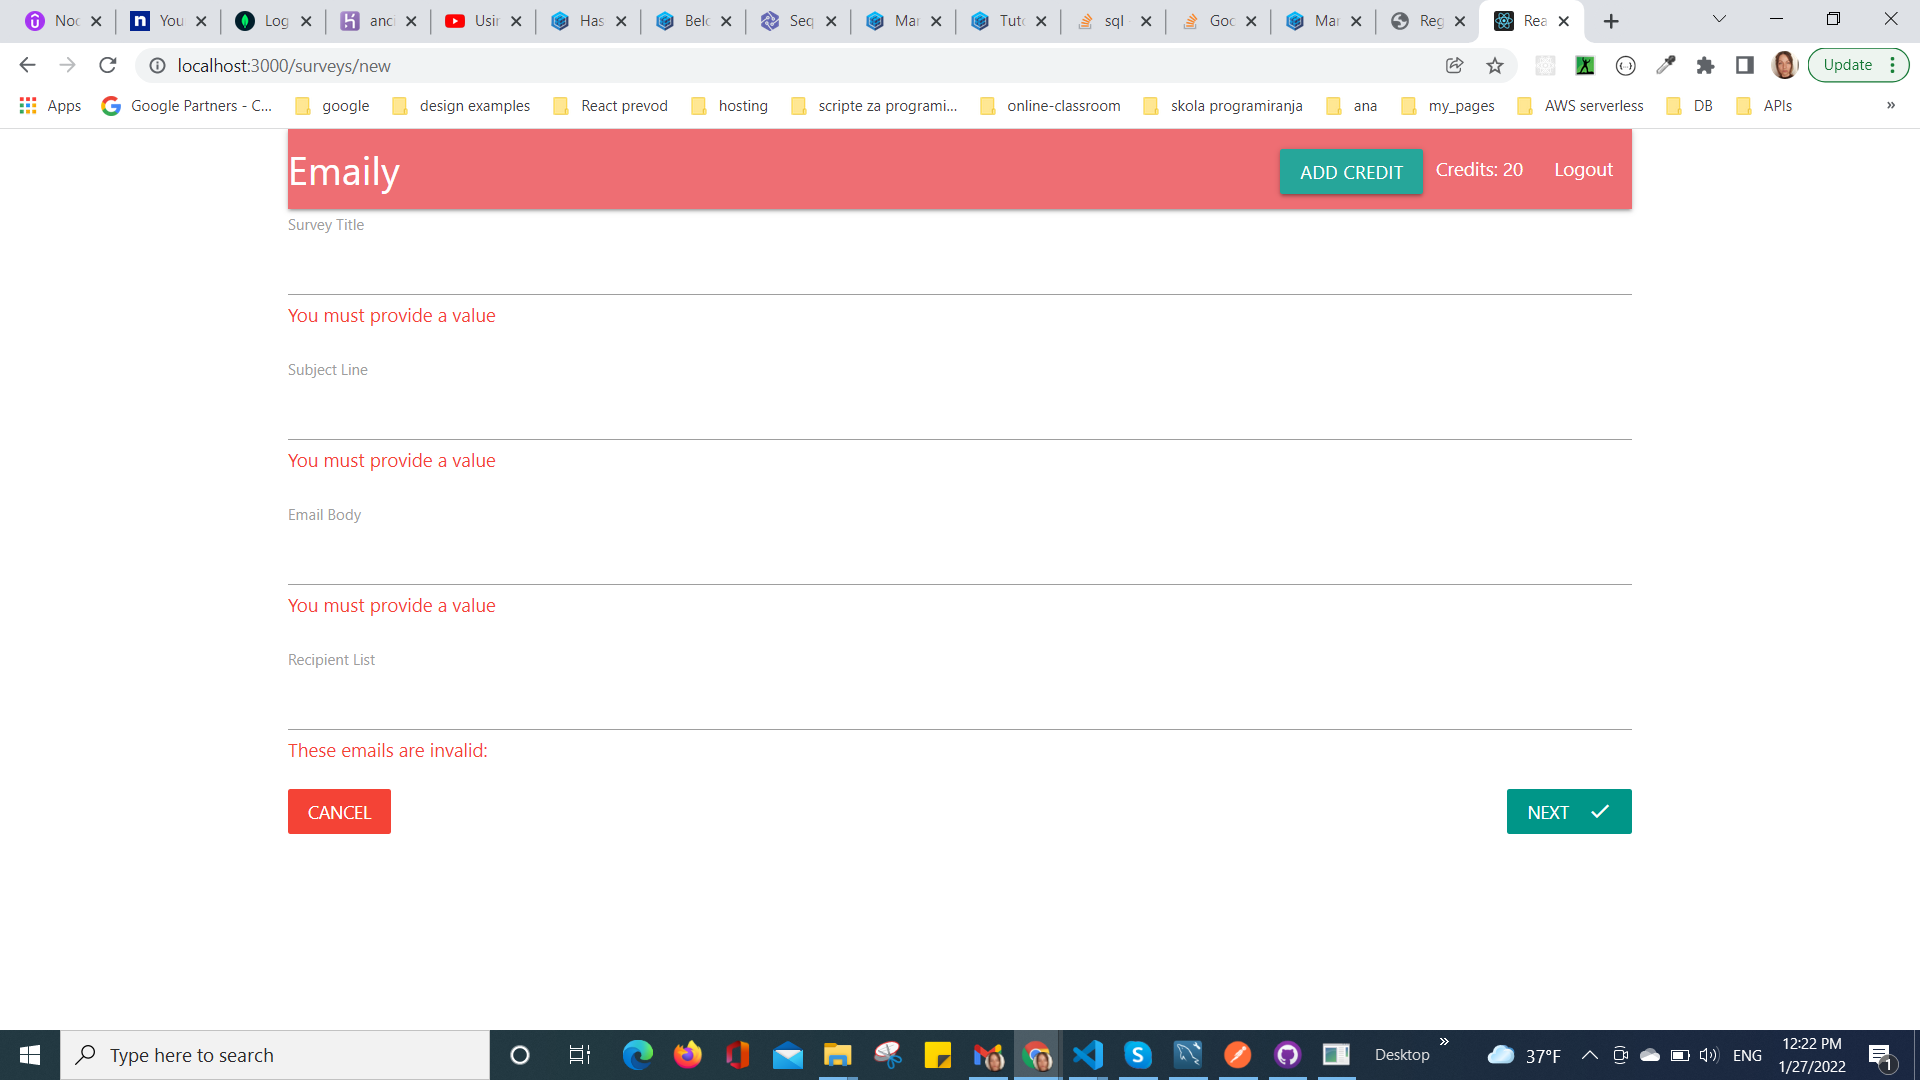 Noc You Log anci Usir Has Belc Seq Mar Tuto sql Goo Mar Reg Rea
localhost:3000/surveys/new
Update
Apps Google Partners - C... google design examples React prevod hosting scripte za programi... online-classroom skola programiranja ana my_pages AWS serverless DB APIs »
Emaily
ADD CREDIT Credits: 20 Logout
Survey Title
You must provide a value
Subject Line
You must provide a value
Email Body
You must provide a value
Recipient List
These emails are invalid:
CANCEL NEXT
Type here to search Desktop » 37°F ENG 12:22 PM
1/27/2022 1